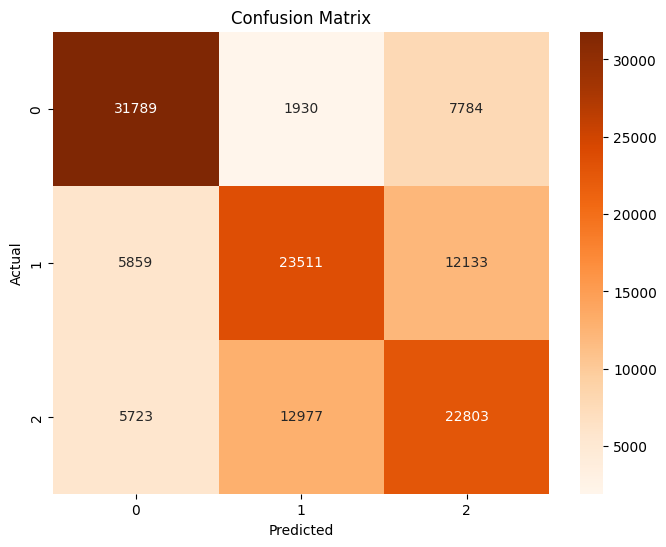 Confusion Matrix
Actual
0
31789 1930 7784
1
5859 23511 12133
2
5723 12977 22803
0 1 2
Predicted
30000
25000
20000
15000
10000
5000